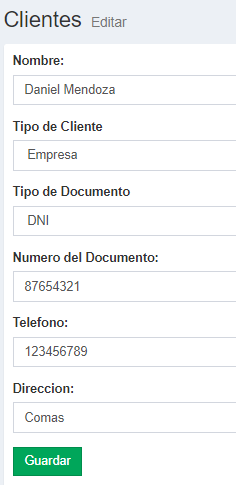 Clientes Editar
Nombre:
Daniel Mendoza
Tipo de Cliente
Empresa
Tipo de Documento
DNI
Numero del Documento:
87654321
Telefono:
123456789
Direccion:
Comas
Guardar